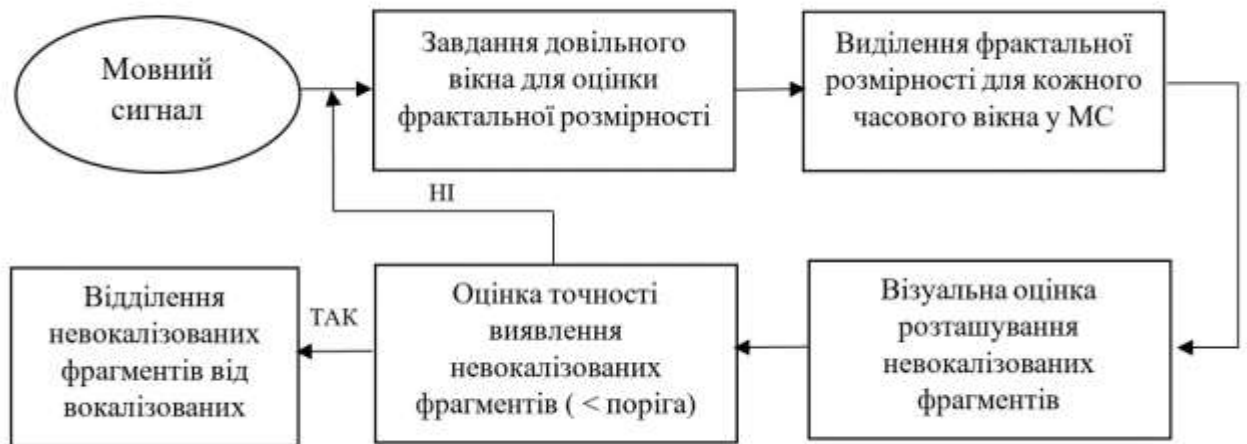 Мовний
сигнал
Завдання довільного
вікна для оцінки
фрактальної розмірності
Виділення фрактальної
розмірності для кожного
часового вікна у МС
НІ
Візуальна оцінка
розташування
невокалізованих
фрагментів
Оцінка точності
виявлення
невокалізованих
фрагментів ( < поріга)
ТАК
Відділення
невокалізованих
фрагментів від
вокалізованих